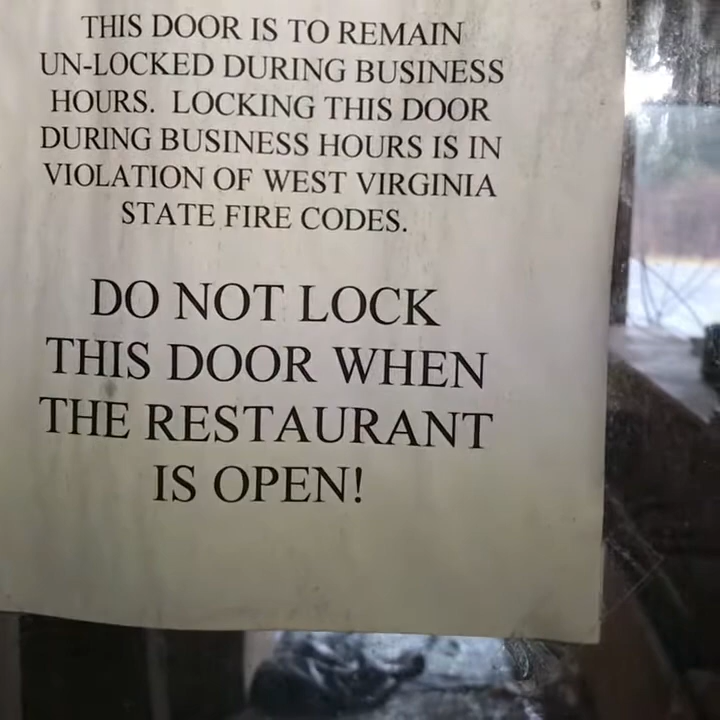 THIS DOOR IS TO REMAIN
UN-LOCKED DURING BUSINESS
HOURS. LOCKING THIS DOOR
DURING BUSINESS HOURS IS IN
VIOLATION OF WEST VIRGINIA
STATE FIRE CODES.
DO NOT LOCK
THIS DOOR WHEN
THE RESTAURANT
IS OPEN!